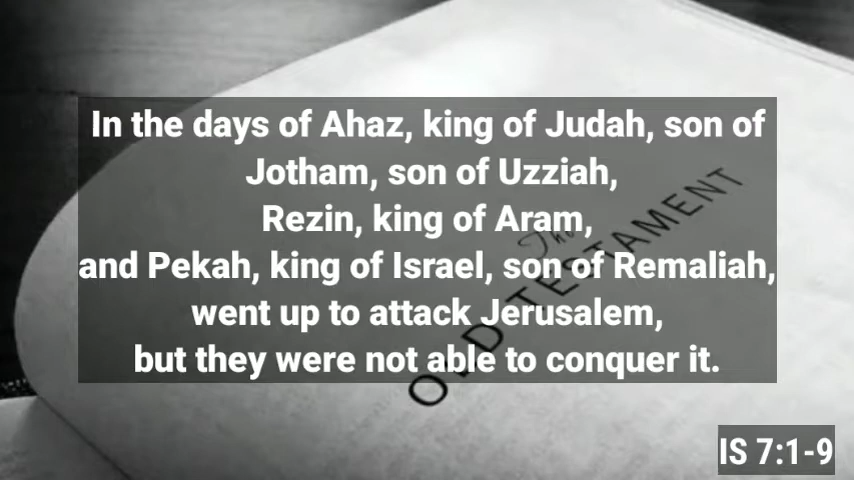 In the days of Ahaz, king of Judah, son of
Jotham, son of Uzziah,
Rezin, king of Aram,
and Pekah, king of Israel, son of Remaliah,
went up to attack Jerusalem,
but they were not able to conquer it.
The
OLD TESTAMENT
IS 7:1-9